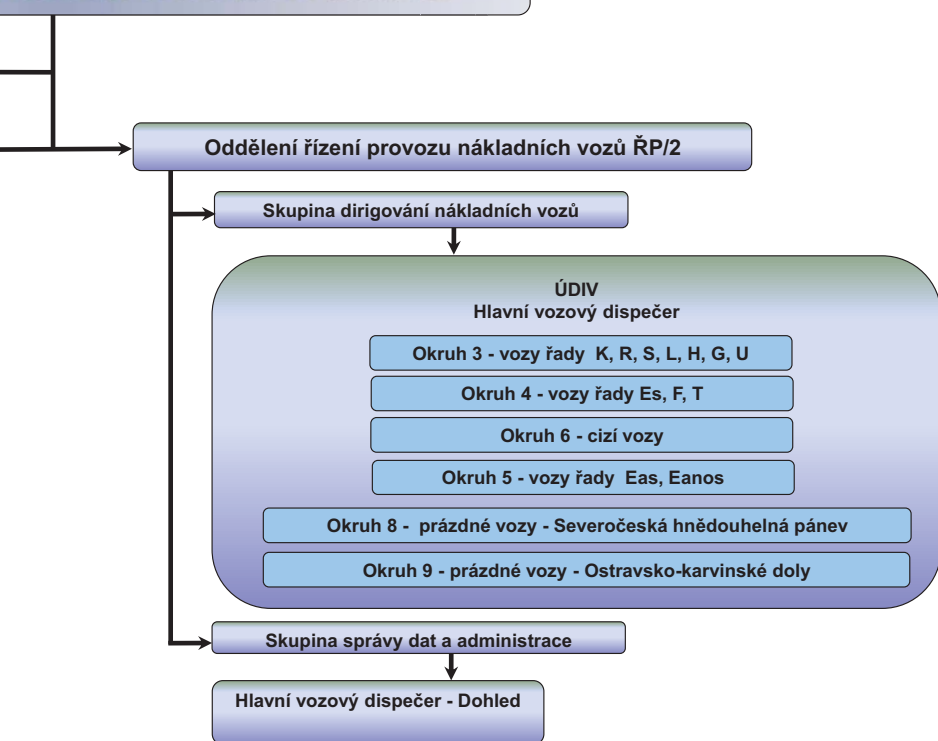 Oddělení řízení provozu nákladních vozů ŘP/2
Skupina dirigování nákladních vozů
ÚDIV
Hlavní vozový dispečer
Okruh 3 - vozy řady K, R, S, L, H, G, U
Okruh 4 - vozy řady Es, F, T
Okruh 6 - cizí vozy
Okruh 5 - vozy řady Eas, Eanos
Okruh 8 - prázdné vozy - Severočeská hnědouhelná pánev
Okruh 9 - prázdné vozy - Ostravsko-karvinské doly
Skupina správy dat a administrace
Hlavní vozový dispečer - Dohled